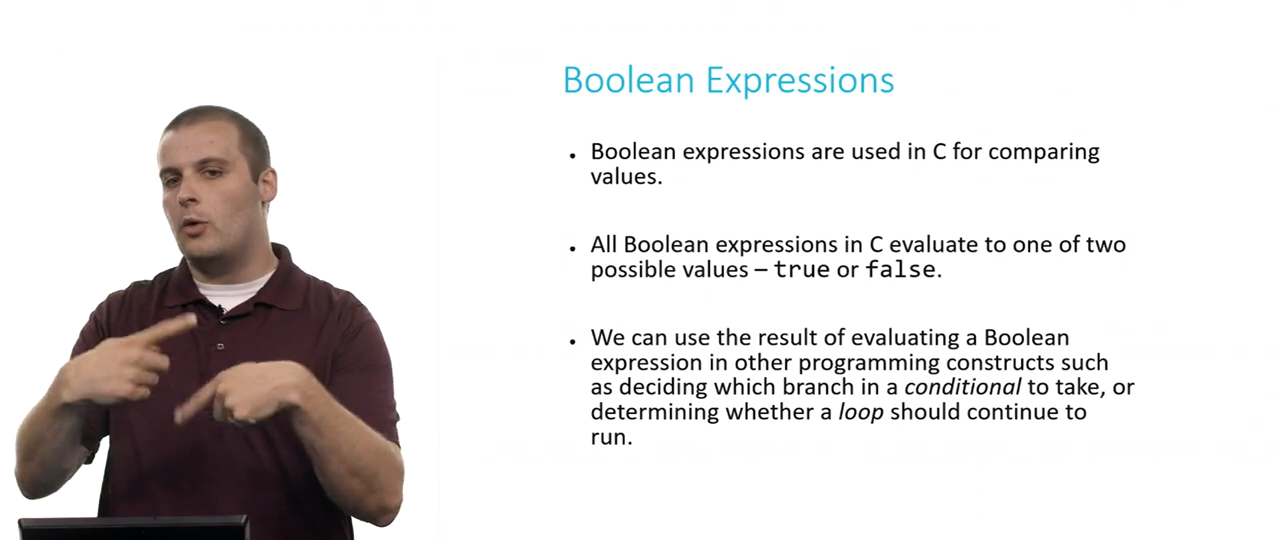 Boolean Expressions
• Boolean expressions are used in C for comparing
values.
• All Boolean expressions in C evaluate to one of two
possible values – true or false.
• We can use the result of evaluating a Boolean
expression in other programming constructs such
as deciding which branch in a conditional to take, or
determining whether a loop should continue to
run.